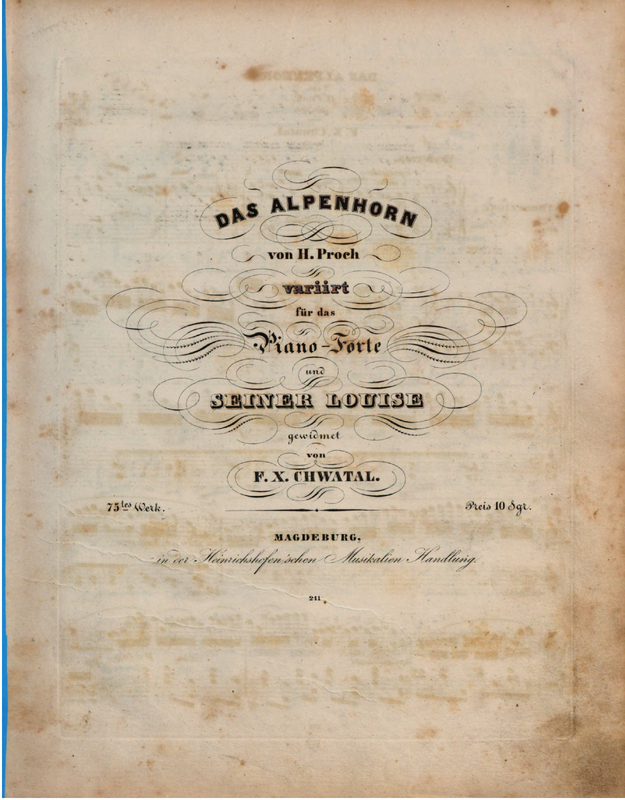 DAS ALPENHORN
von H. Proch
variirt
für das
Piano-Forte
und
SEINER LOUISE
gewidmet
von
F. X. CHWATAL.
75tes Werk.
Preis 10 Sgr.
MAGDEBURG,
in der Heinrichshofen'schen Musikalien Handlung.
241.